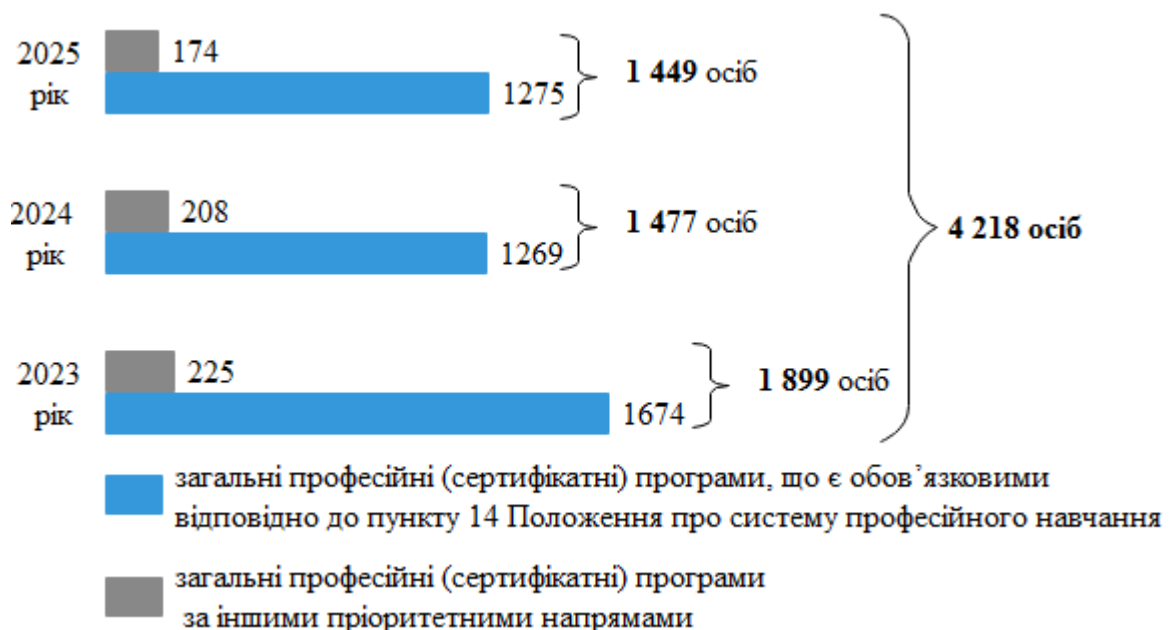 2025
рік
174
1275
1 449 осіб
2024
рік
208
1269
1 477 осіб
4 218 осіб
2023
рік
225
1674
1 899 осіб
загальні професійні (сертифікатні) програми, що є обов’язковими
відповідно до пункту 14 Положення про систему професійного навчання
загальні професійні (сертифікатні) програми
за іншими пріоритетними напрямами